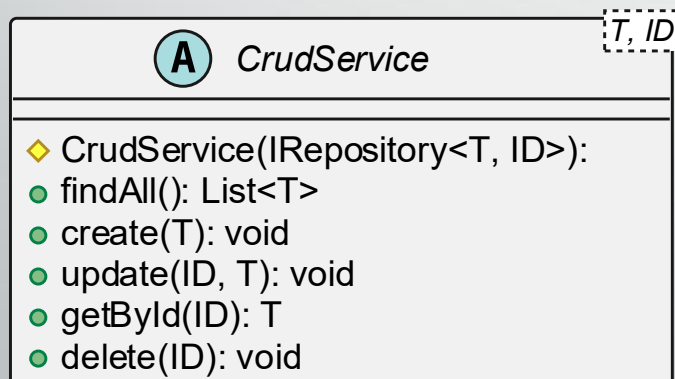 T, ID
A CrudService
CrudService(IRepository<T, ID>):
findAll(): List<T>
create(T): void
update(ID, T): void
getById(ID): T
delete(ID): void